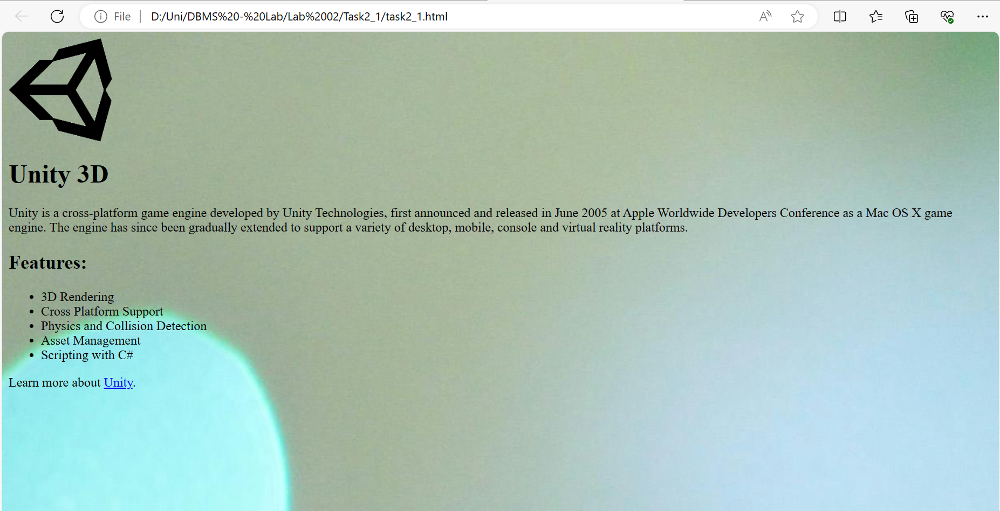 File
D:/Uni/DBMS%20-%20Lab/Lab%2002/Task2_1/task2_1.html
Unity 3D
Unity is a cross-platform game engine developed by Unity Technologies, first announced and released in June 2005 at Apple Worldwide Developers Conference as a Mac OS X game
engine. The engine has since been gradually extended to support a variety of desktop, mobile, console and virtual reality platforms.
Features:
• 3D Rendering
• Cross Platform Support
• Physics and Collision Detection
• Asset Management
• Scripting with C#
Learn more about Unity.